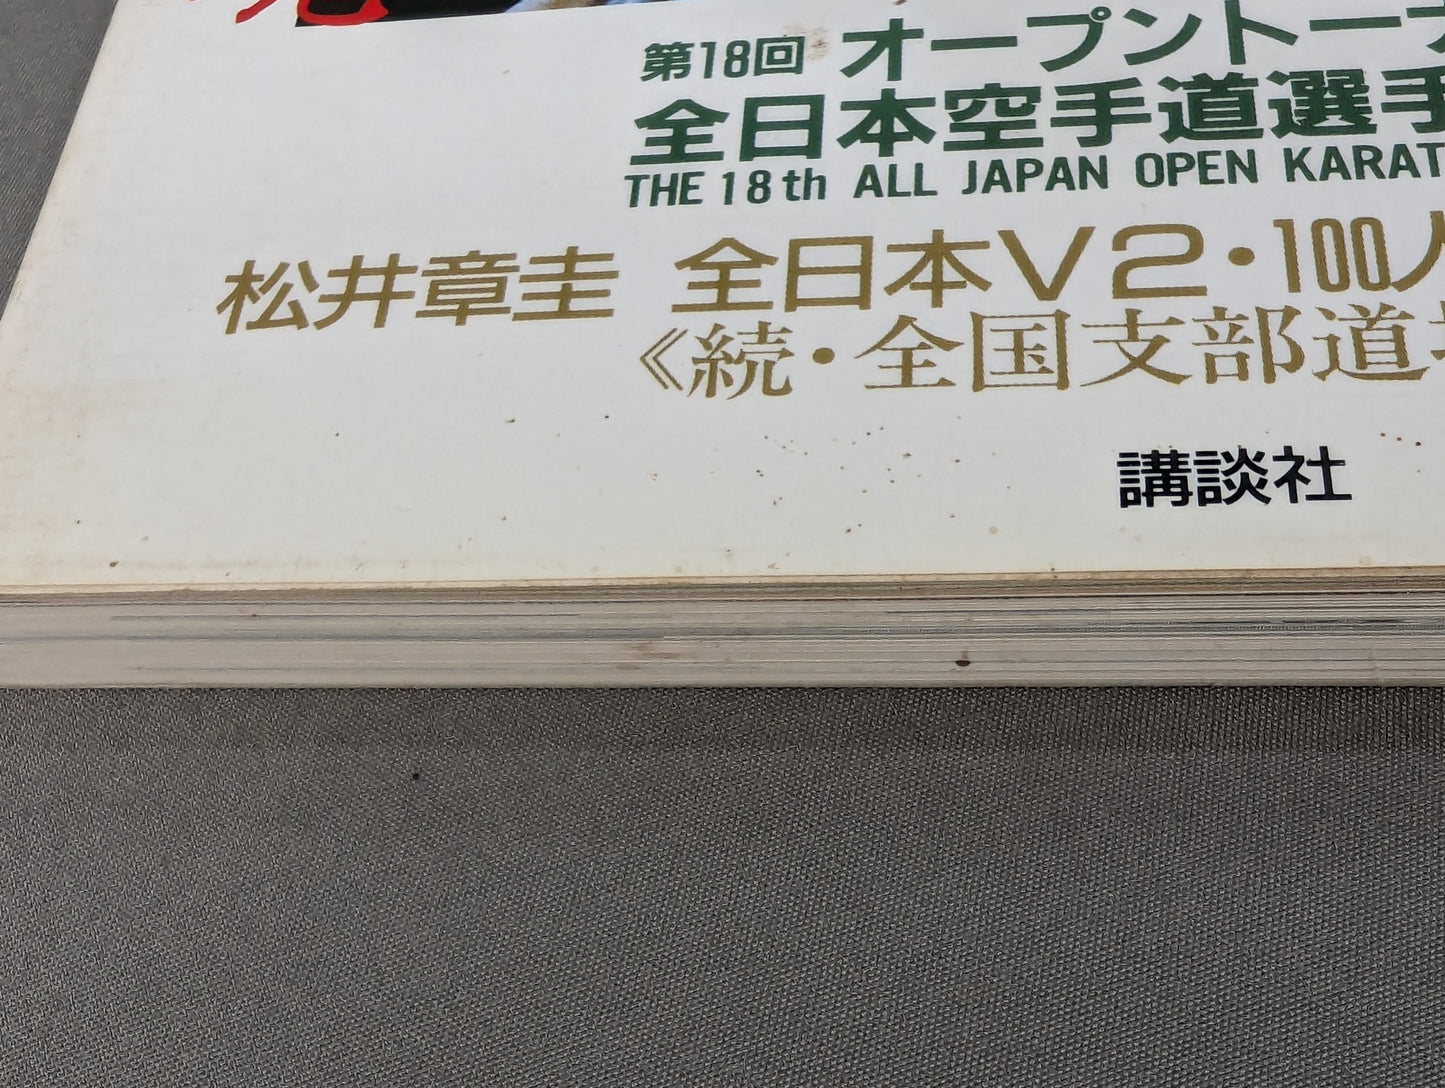 第18回 オープントー
全日本空手道選手
THE 18th ALL JAPAN OPEN KARAT
松井章圭 全日本V2・100人
《続・全国支部道
講談社